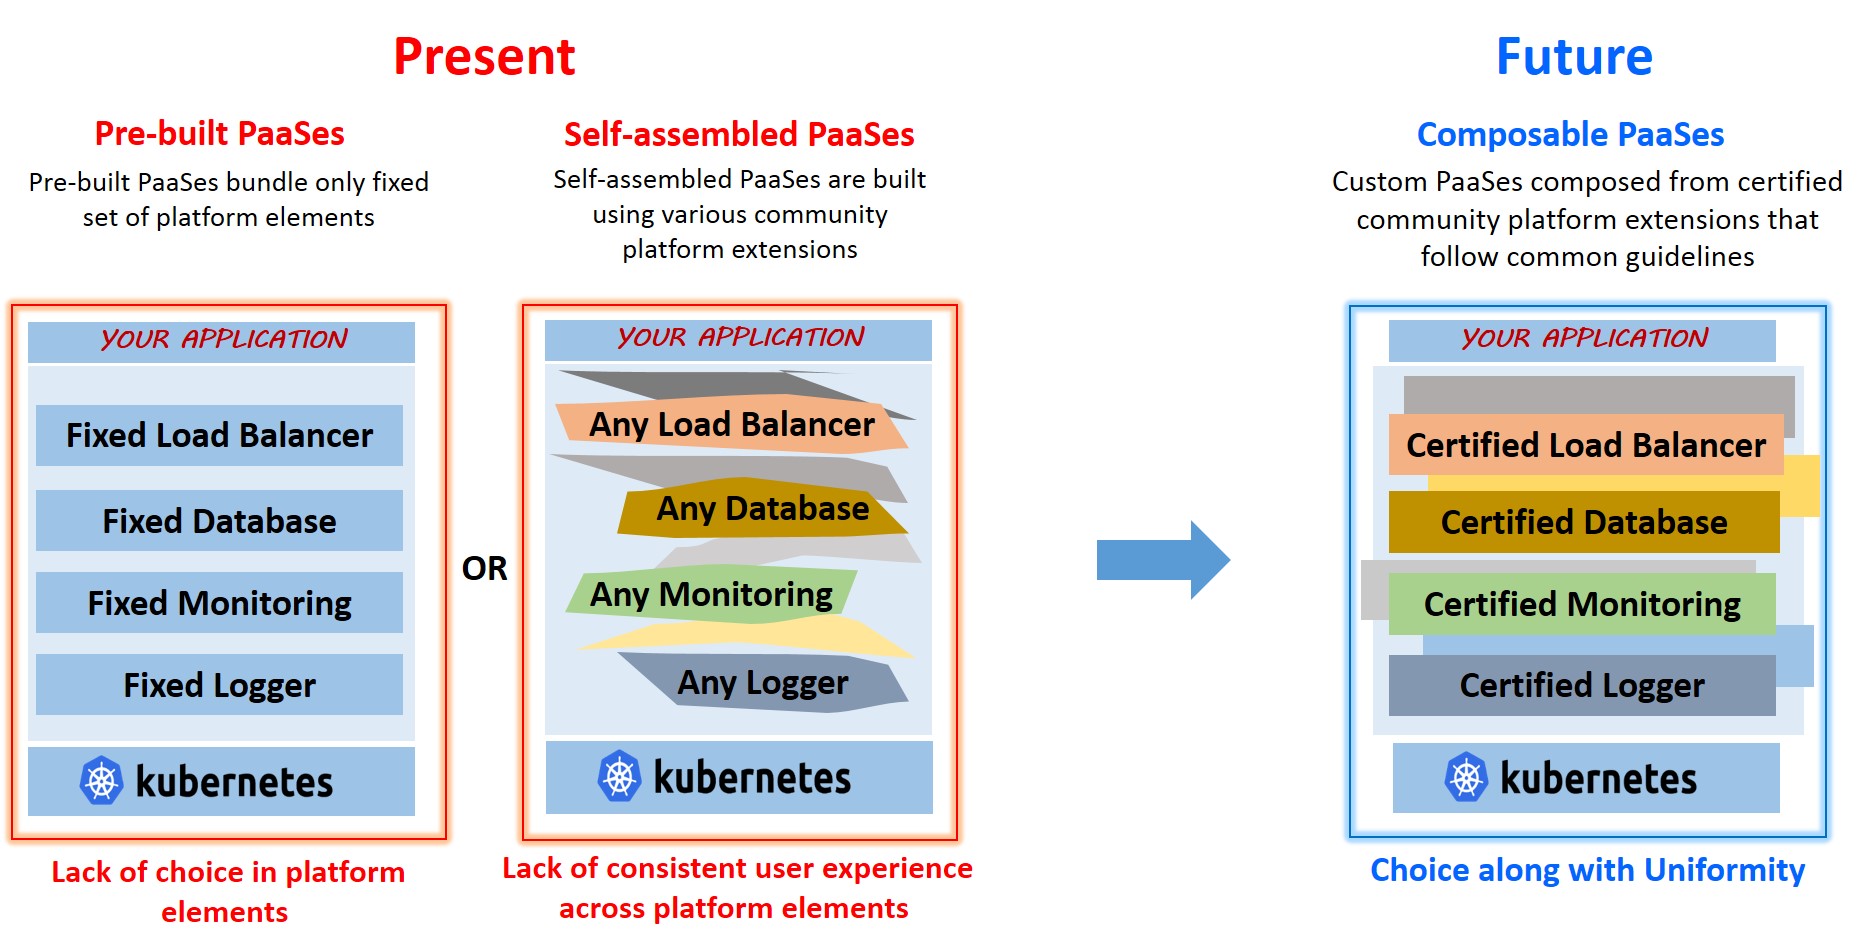 Present
Pre-built PaaSes
Pre-built PaaSes bundle only fixed
set of platform elements
YOUR APPLICATION
Fixed Load Balancer
Fixed Database
Fixed Monitoring
Fixed Logger
kubernetes
Lack of choice in platform
elements
OR
Self-assembled PaaSes
Self-assembled PaaSes are built
using various community
platform extensions
YOUR APPLICATION
Any Load Balancer
Any Database
Any Monitoring
Any Logger
kubernetes
Lack of consistent user experience
across platform elements
Future
Composable PaaSes
Custom PaaSes composed from certified
community platform extensions that
follow common guidelines
YOUR APPLICATION
Certified Load Balancer
Certified Database
Certified Monitoring
Certified Logger
kubernetes
Choice along with Uniformity